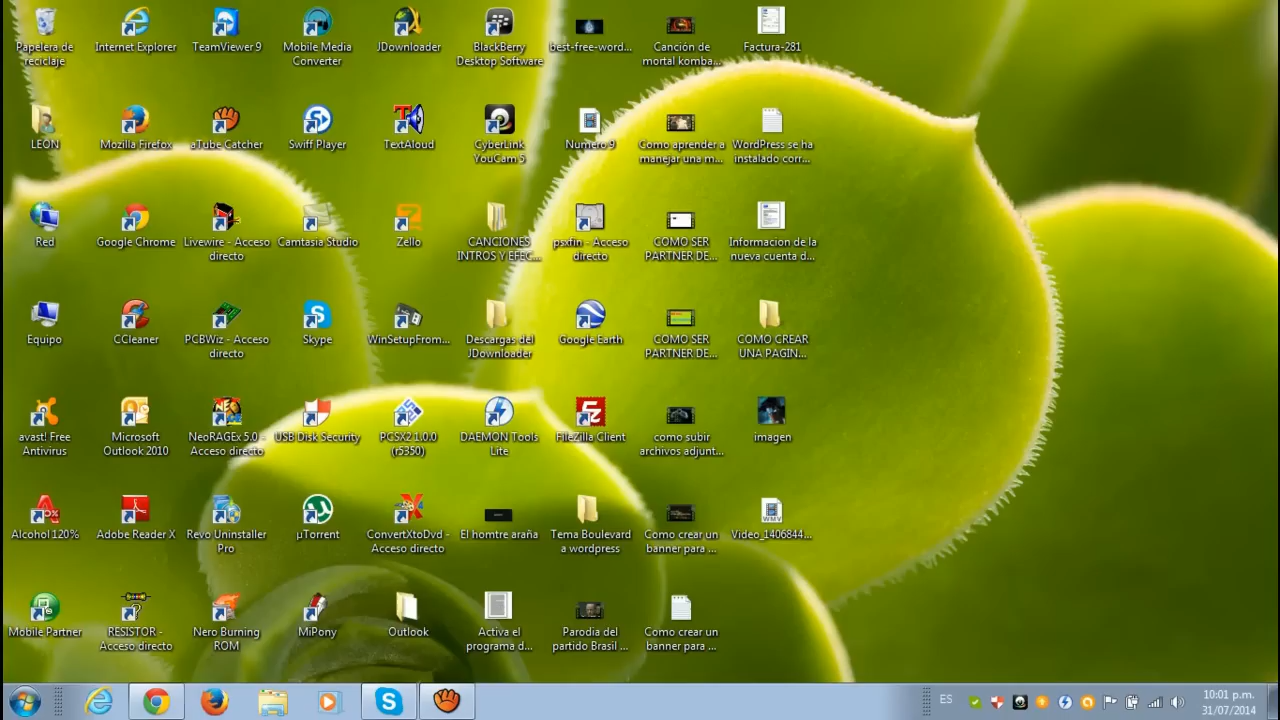 Papelera de
reciclaje
Internet Explorer
TeamViewer 9
Mobile Media
Converter
JDownloader
BlackBerry
Desktop Software
best-free-word...
Canción de
mortal komba...
Factura-281
LEON
Mozilla Firefox
aTube Catcher
Swiff Player
TextAloud
CyberLink
YouCam 5
Numero 9
Como aprender a
manejar una m...
WordPress se ha
instalado corr...
Red
Google Chrome
Livewire - Acceso
directo
Camtasia Studio
Zello
CANCIONES
INTROS Y EFEC...
psxfin - Acceso
directo
COMO SER
PARTNER DE...
Informacion de la
nueva cuenta d...
Equipo
CCleaner
PCBWiz - Acceso
directo
Skype
WinSetupFrom...
Descargas del
JDownloader
Google Earth
COMO SER
PARTNER DE...
COMO CREAR
UNA PAGIN...
avast! Free
Antivirus
Microsoft
Outlook 2010
NeoRAGEx 5.0 -
Acceso directo
USB Disk Security
PCSX2 1.0.0
(r5350)
DAEMON Tools
Lite
FileZilla Client
como subir
archivos adjunt...
imagen
Alcohol 120%
Adobe Reader X
Revo Uninstaller
Pro
µTorrent
ConvertXtoDvd -
Acceso directo
El homtre araña
Tema Boulevard
a wordpress
Como crear un
banner para ...
Video_1406844...
Mobile Partner
RESISTOR -
Acceso directo
Nero Burning
ROM
MiPony
Outlook
Activa el
programa d...
Parodia del
partido Brasil ...
Como crear un
banner para ...
ES
10:01 p.m.
31/07/2014